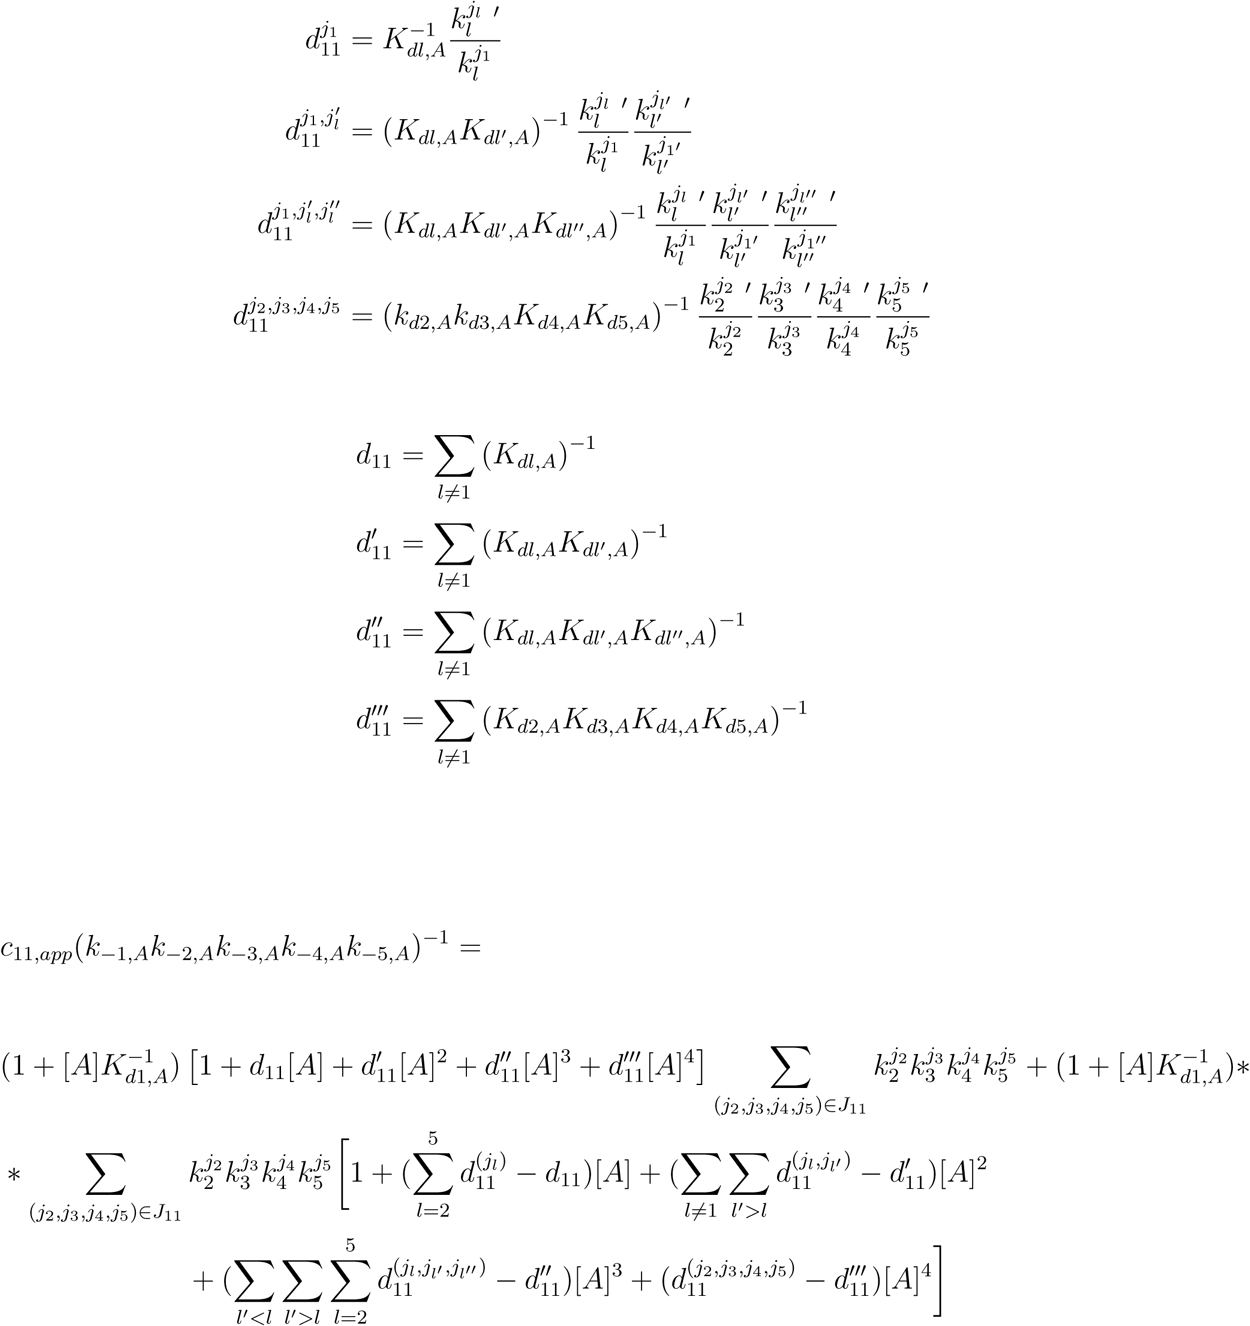 $d_{11}^{j_1} = K_{dl,A}^{-1} \frac{k_l^{j_l \ \prime}}{k_l^{j_1}}$
$d_{11}^{j_1,j_l'} = (K_{dl,A}K_{dl',A})^{-1} \frac{k_l^{j_l \ \prime}}{k_l^{j_1}} \frac{k_{l'}^{j_{l'} \ \prime}}{k_{l'}^{j_{1'}}}$
$d_{11}^{j_1,j_l',j_l''} = (K_{dl,A}K_{dl',A}K_{dl'',A})^{-1} \frac{k_l^{j_l \ \prime}}{k_l^{j_1}} \frac{k_{l'}^{j_{l'} \ \prime}}{k_{l'}^{j_{1'}}} \frac{k_{l''}^{j_{l''} \ \prime}}{k_{l''}^{j_{1''}}}$
$d_{11}^{j_2,j_3,j_4,j_5} = (k_{d2,A}k_{d3,A}K_{d4,A}K_{d5,A})^{-1} \frac{k_2^{j_2 \ \prime}}{k_2^{j_2}} \frac{k_3^{j_3 \ \prime}}{k_3^{j_3}} \frac{k_4^{j_4 \ \prime}}{k_4^{j_4}} \frac{k_5^{j_5 \ \prime}}{k_5^{j_5}}$
$d_{11} = \sum_{l \neq 1} (K_{dl,A})^{-1}$
$d_{11}' = \sum_{l \neq 1} (K_{dl,A}K_{dl',A})^{-1}$
$d_{11}'' = \sum_{l \neq 1} (K_{dl,A}K_{dl',A}K_{dl'',A})^{-1}$
$d_{11}''' = \sum_{l \neq 1} (K_{d2,A}K_{d3,A}K_{d4,A}K_{d5,A})^{-1}$
$c_{11,app}(k_{-1,A}k_{-2,A}k_{-3,A}k_{-4,A}k_{-5,A})^{-1} =$
$(1 + [A]K_{d1,A}^{-1}) \left[1 + d_{11}[A] + d_{11}'[A]^2 + d_{11}''[A]^3 + d_{11}'''[A]^4\right] \sum_{(j_2,j_3,j_4,j_5) \in J_{11}} k_2^{j_2}k_3^{j_3}k_4^{j_4}k_5^{j_5} + (1 + [A]K_{d1,A}^{-1})*$
$* \sum_{(j_2,j_3,j_4,j_5) \in J_{11}} k_2^{j_2}k_3^{j_3}k_4^{j_4}k_5^{j_5} \Big[1 + (\sum_{l=2}^{5} d_{11}^{(j_l)} - d_{11})[A] + (\sum_{l \neq 1} \sum_{l'>l} d_{11}^{(j_l,j_{l'})} - d_{11}')[A]^2$
$+ (\sum_{l'<l} \sum_{l'>l} \sum_{l=2}^{5} d_{11}^{(j_l,j_{l'},j_{l''})} - d_{11}'')[A]^3 + (d_{11}^{(j_2,j_3,j_4,j_5)} - d_{11}''')[A]^4 \Big]$